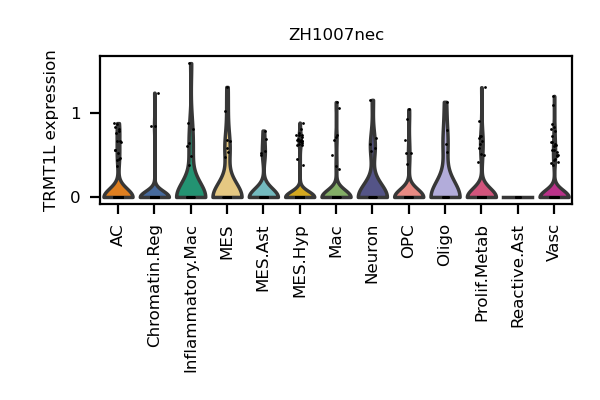 ZH1007nec
TRMT1L expression
1
0
AC
Chromatin.Reg
Inflammatory.Mac
MES
MES.Ast
MES.Hyp
Mac
Neuron
OPC
Oligo
Prolif.Metab
Reactive.Ast
Vasc